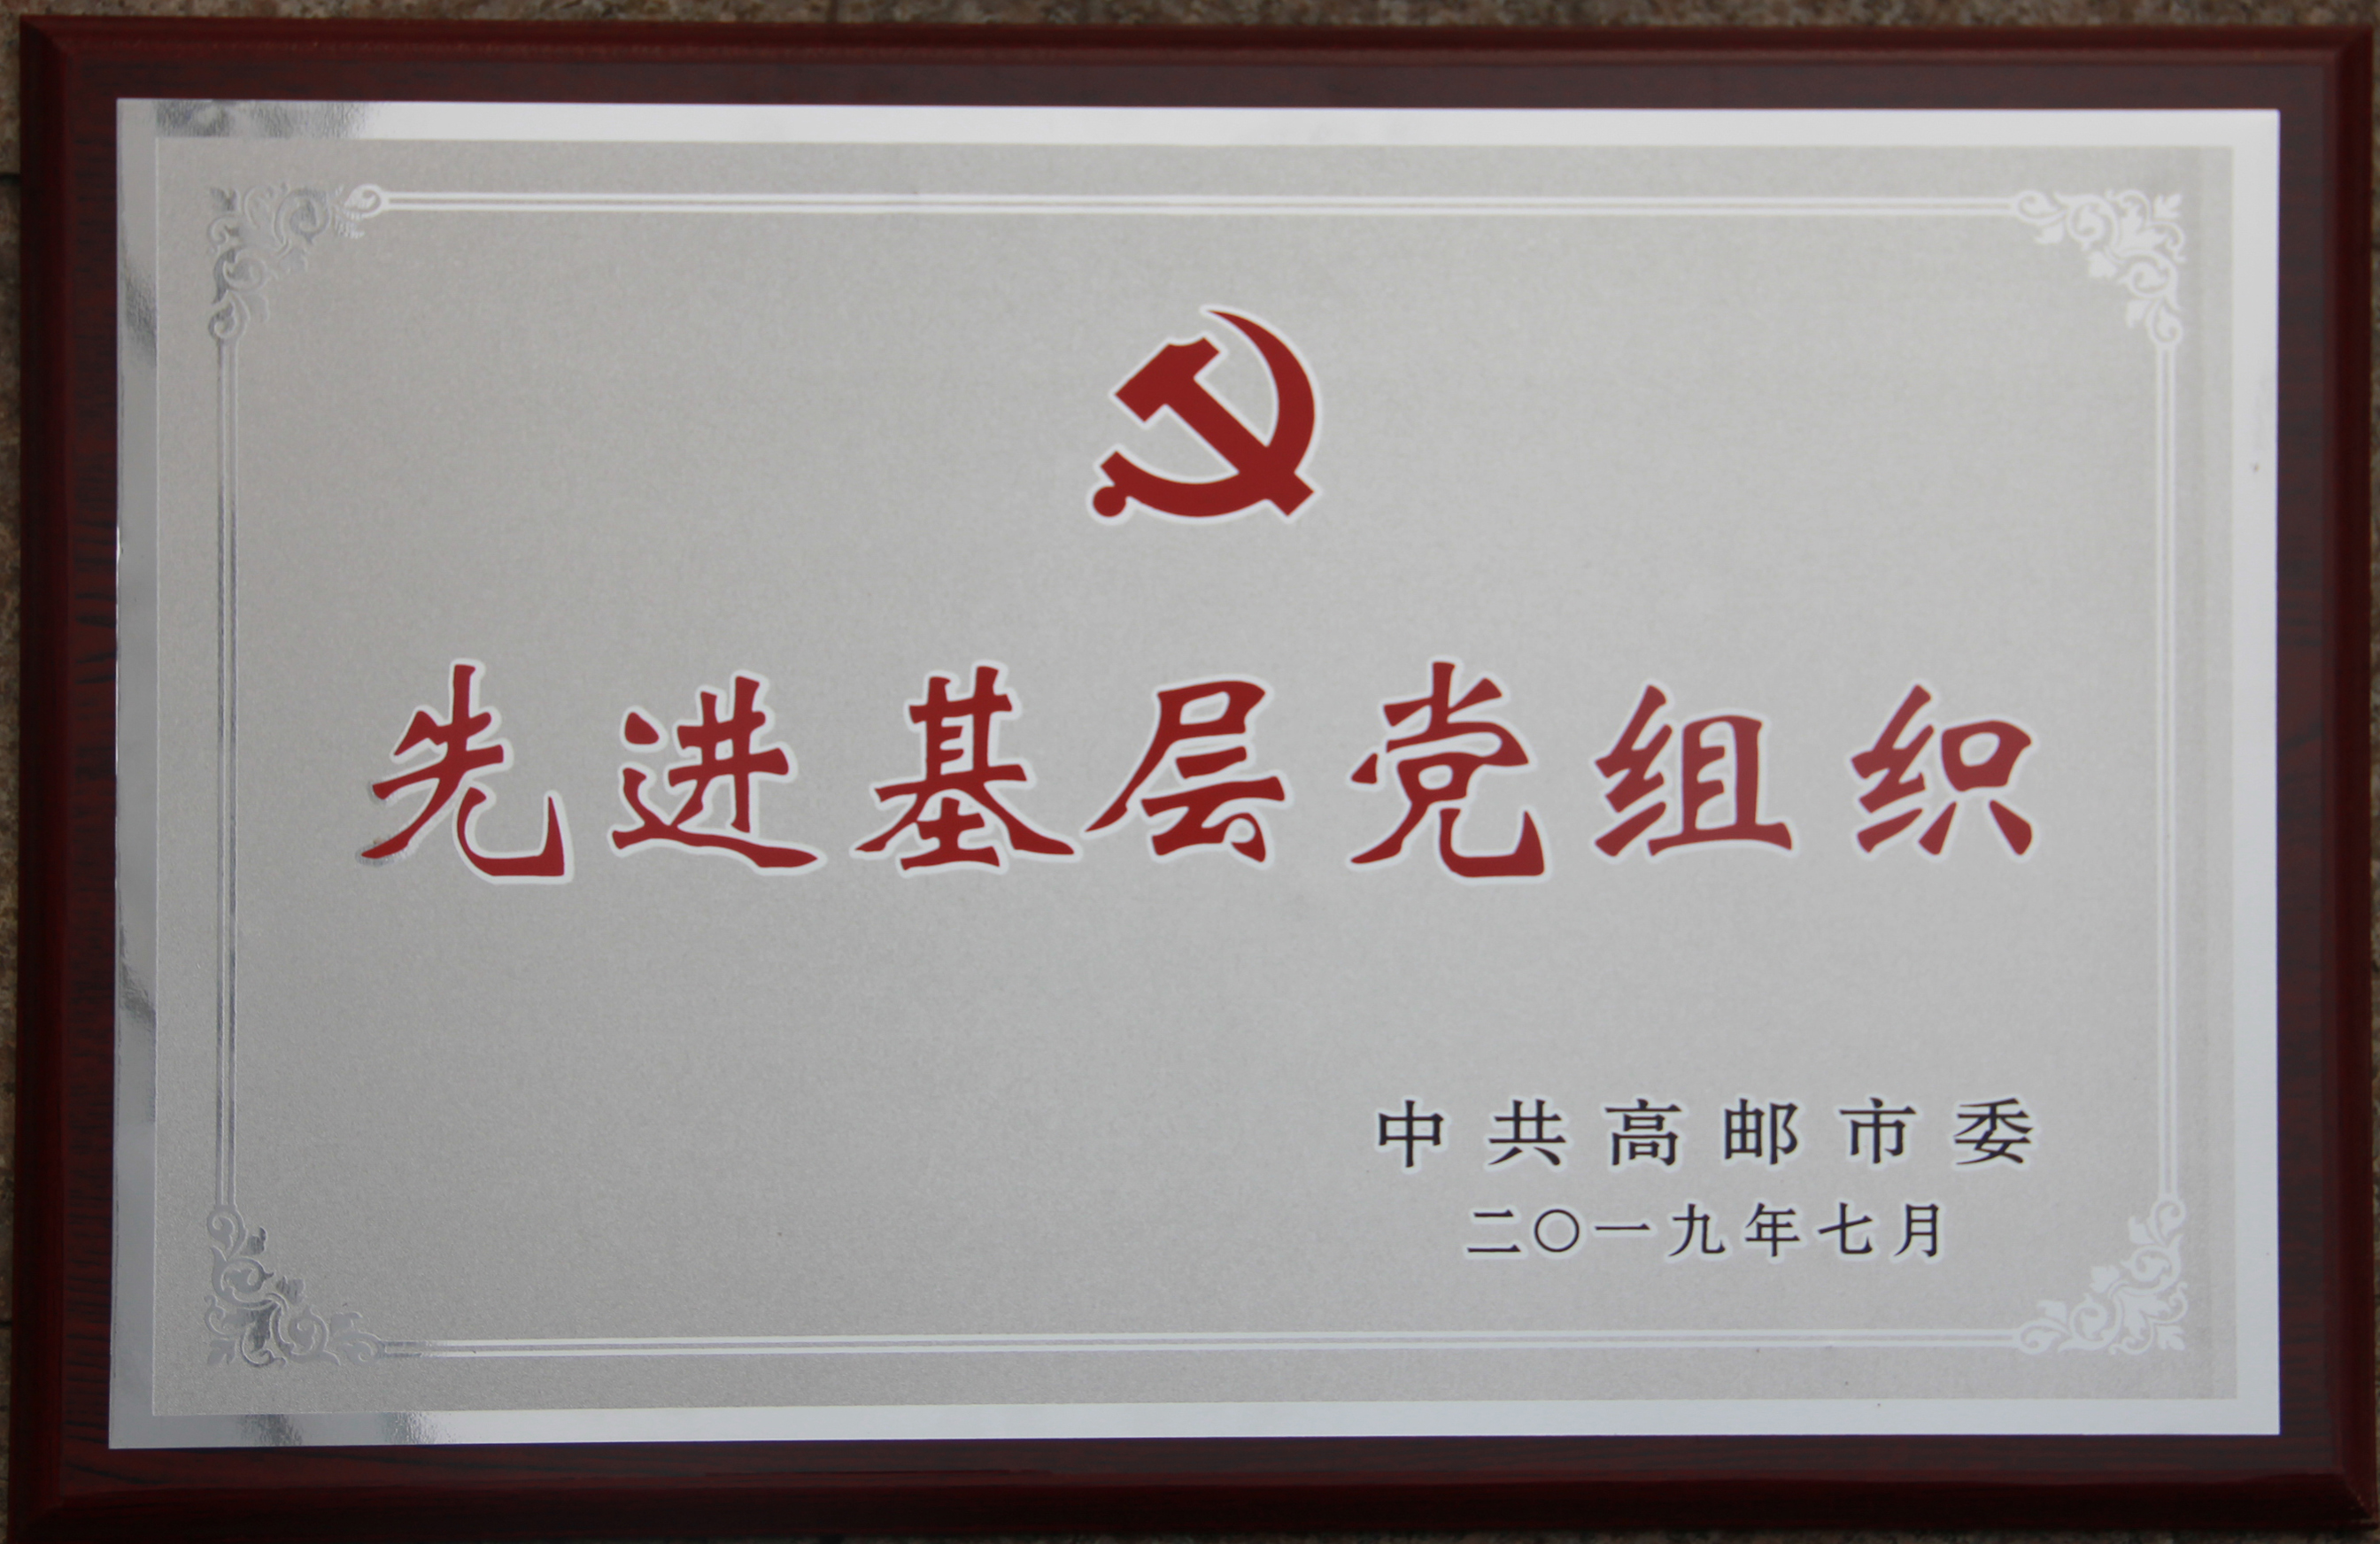 先进基层党组织
中共高邮市委
二〇一九年七月